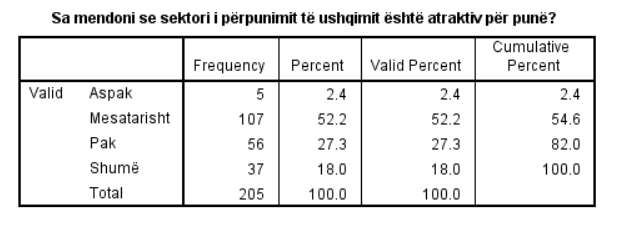 Sa mendoni se sektori i përpunimit të ushqimit është atraktiv për punë?
Frequency Percent Valid Percent Cumulative Percent
Valid Aspak 5 2.4 2.4 2.4
Mesatarisht 107 52.2 52.2 54.6
Pak 56 27.3 27.3 82.0
Shumë 37 18.0 18.0 100.0
Total 205 100.0 100.0